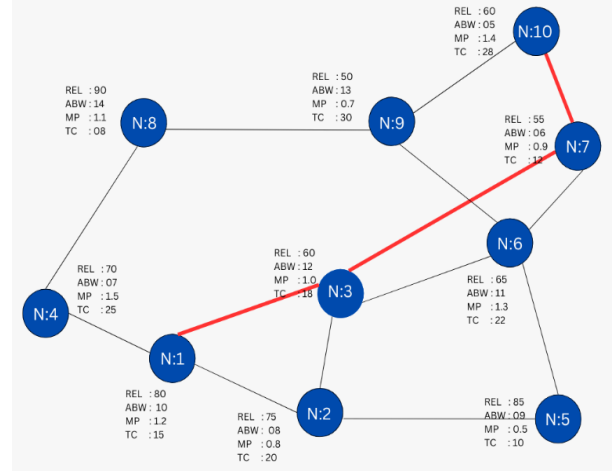 REL : 60
ABW : 05
MP : 1.4
TC : 28
N:10
REL : 90
ABW : 14
MP : 1.1
TC : 08
N:8
REL : 50
ABW : 13
MP : 0.7
TC : 30
N:9
REL : 55
ABW : 06
MP : 0.9
TC : 12
N:7
REL : 70
ABW : 07
MP : 1.5
TC : 25
N:4
REL : 60
ABW : 12
MP : 1.0
TC : 18
N:3
N:6
REL : 65
ABW : 11
MP : 1.3
TC : 22
N:1
REL : 80
ABW : 10
MP : 1.2
TC : 15
N:2
REL : 75
ABW : 08
MP : 0.8
TC : 20
REL : 85
ABW : 09
MP : 0.5
TC : 10
N:5